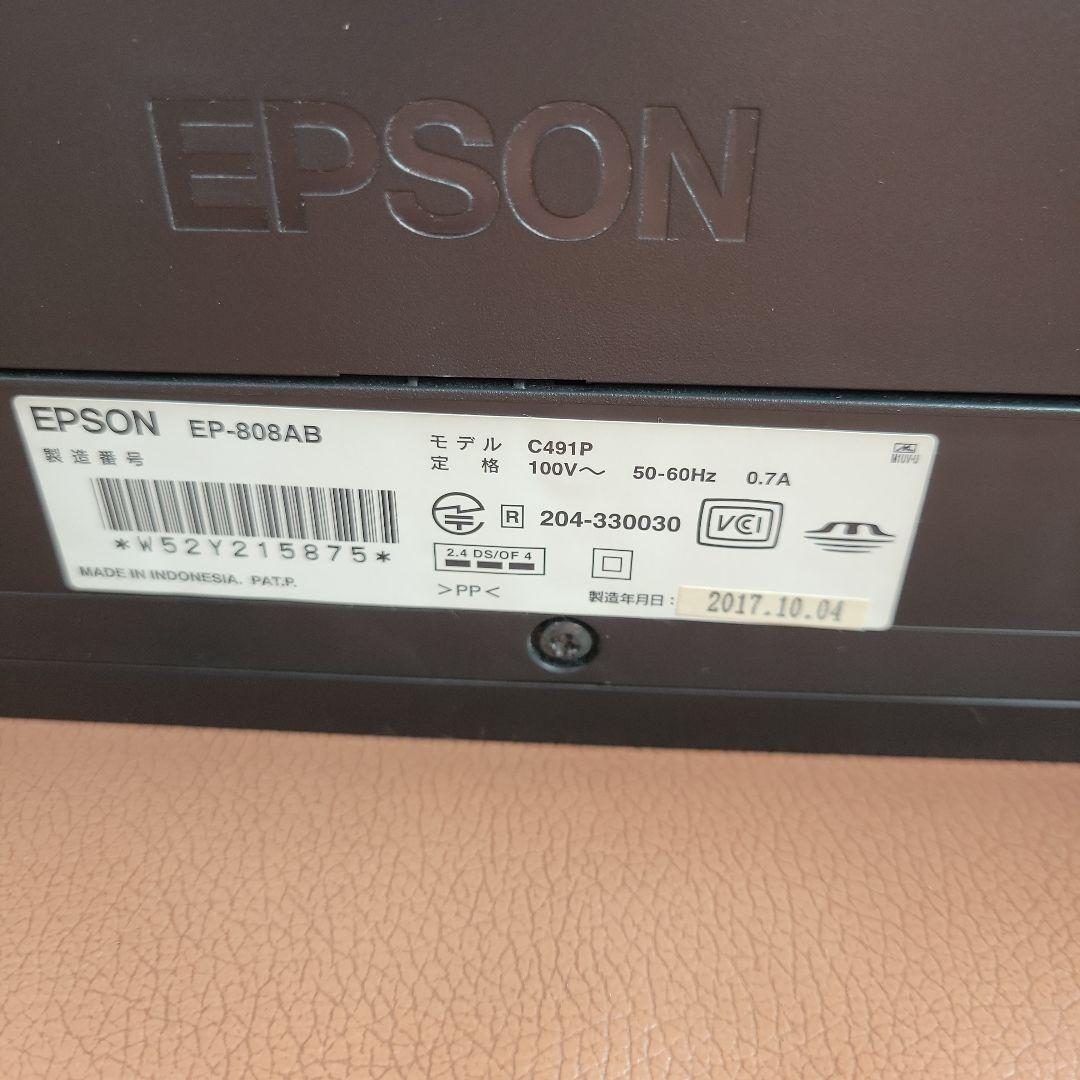 EPSON
EPSON EP-808AB
製造番号
*W52Y215875*
MADE IN INDONESIA. PAT.P.
モデル C491P
定格 100V～ 50-60Hz 0.7A
R 204-330030
VCI
2.4 DS/OF 4
>PP<
製造年月日: 2017.10.04
M1UV-U